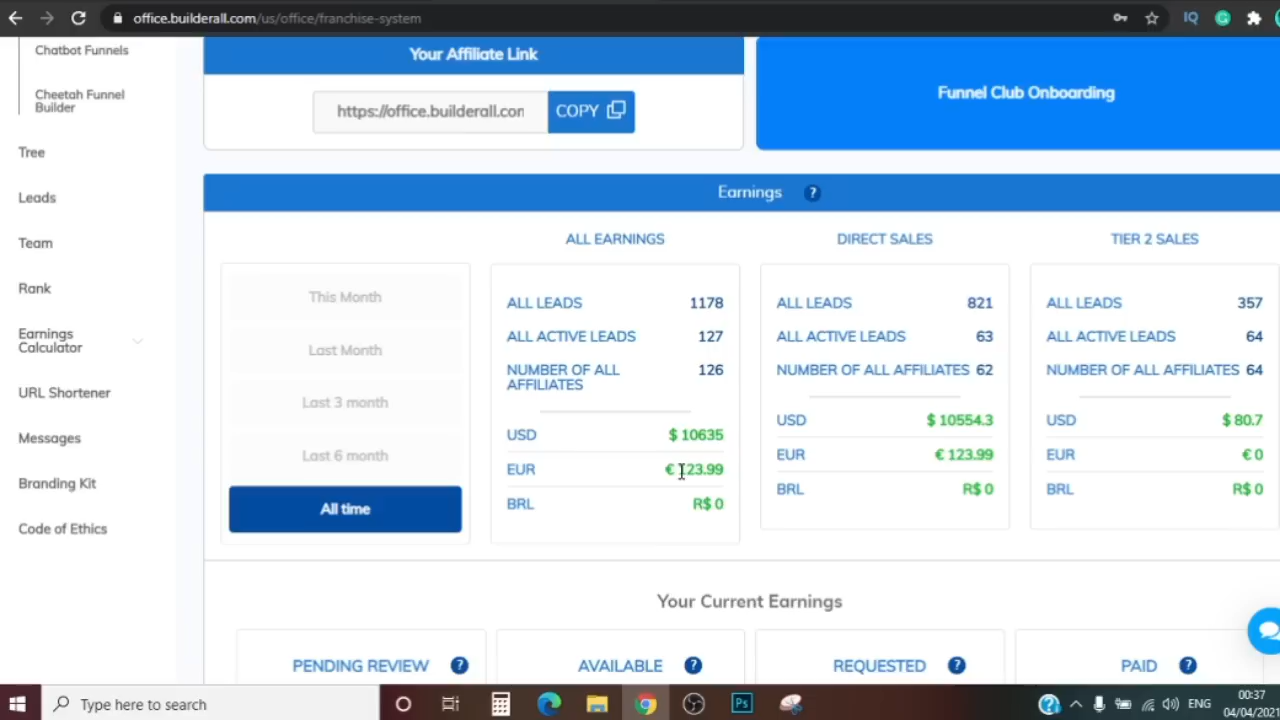 office.builderall.com/us/office/franchise-system
IQ
Chatbot Funnels
Cheetah Funnel
Builder
Tree
Leads
Team
Rank
Earnings
Calculator
URL Shortener
Messages
Branding Kit
Code of Ethics
Your Affiliate Link
https://office.builderall.com
COPY
Funnel Club Onboarding
Earnings ?
This Month
Last Month
Last 3 month
Last 6 month
All time
ALL EARNINGS
ALL LEADS 1178
ALL ACTIVE LEADS 127
NUMBER OF ALL
AFFILIATES 126
USD $ 10635
EUR € 123.99
BRL R$ 0
DIRECT SALES
ALL LEADS 821
ALL ACTIVE LEADS 63
NUMBER OF ALL AFFILIATES 62
USD $ 10554.3
EUR € 123.99
BRL R$ 0
TIER 2 SALES
ALL LEADS 357
ALL ACTIVE LEADS 64
NUMBER OF ALL AFFILIATES 64
USD $ 80.7
EUR € 0
BRL R$ 0
Your Current Earnings
PENDING REVIEW ?
AVAILABLE ?
REQUESTED ?
PAID ?
Type here to search
Ps
ENG
00:37
04/04/2021